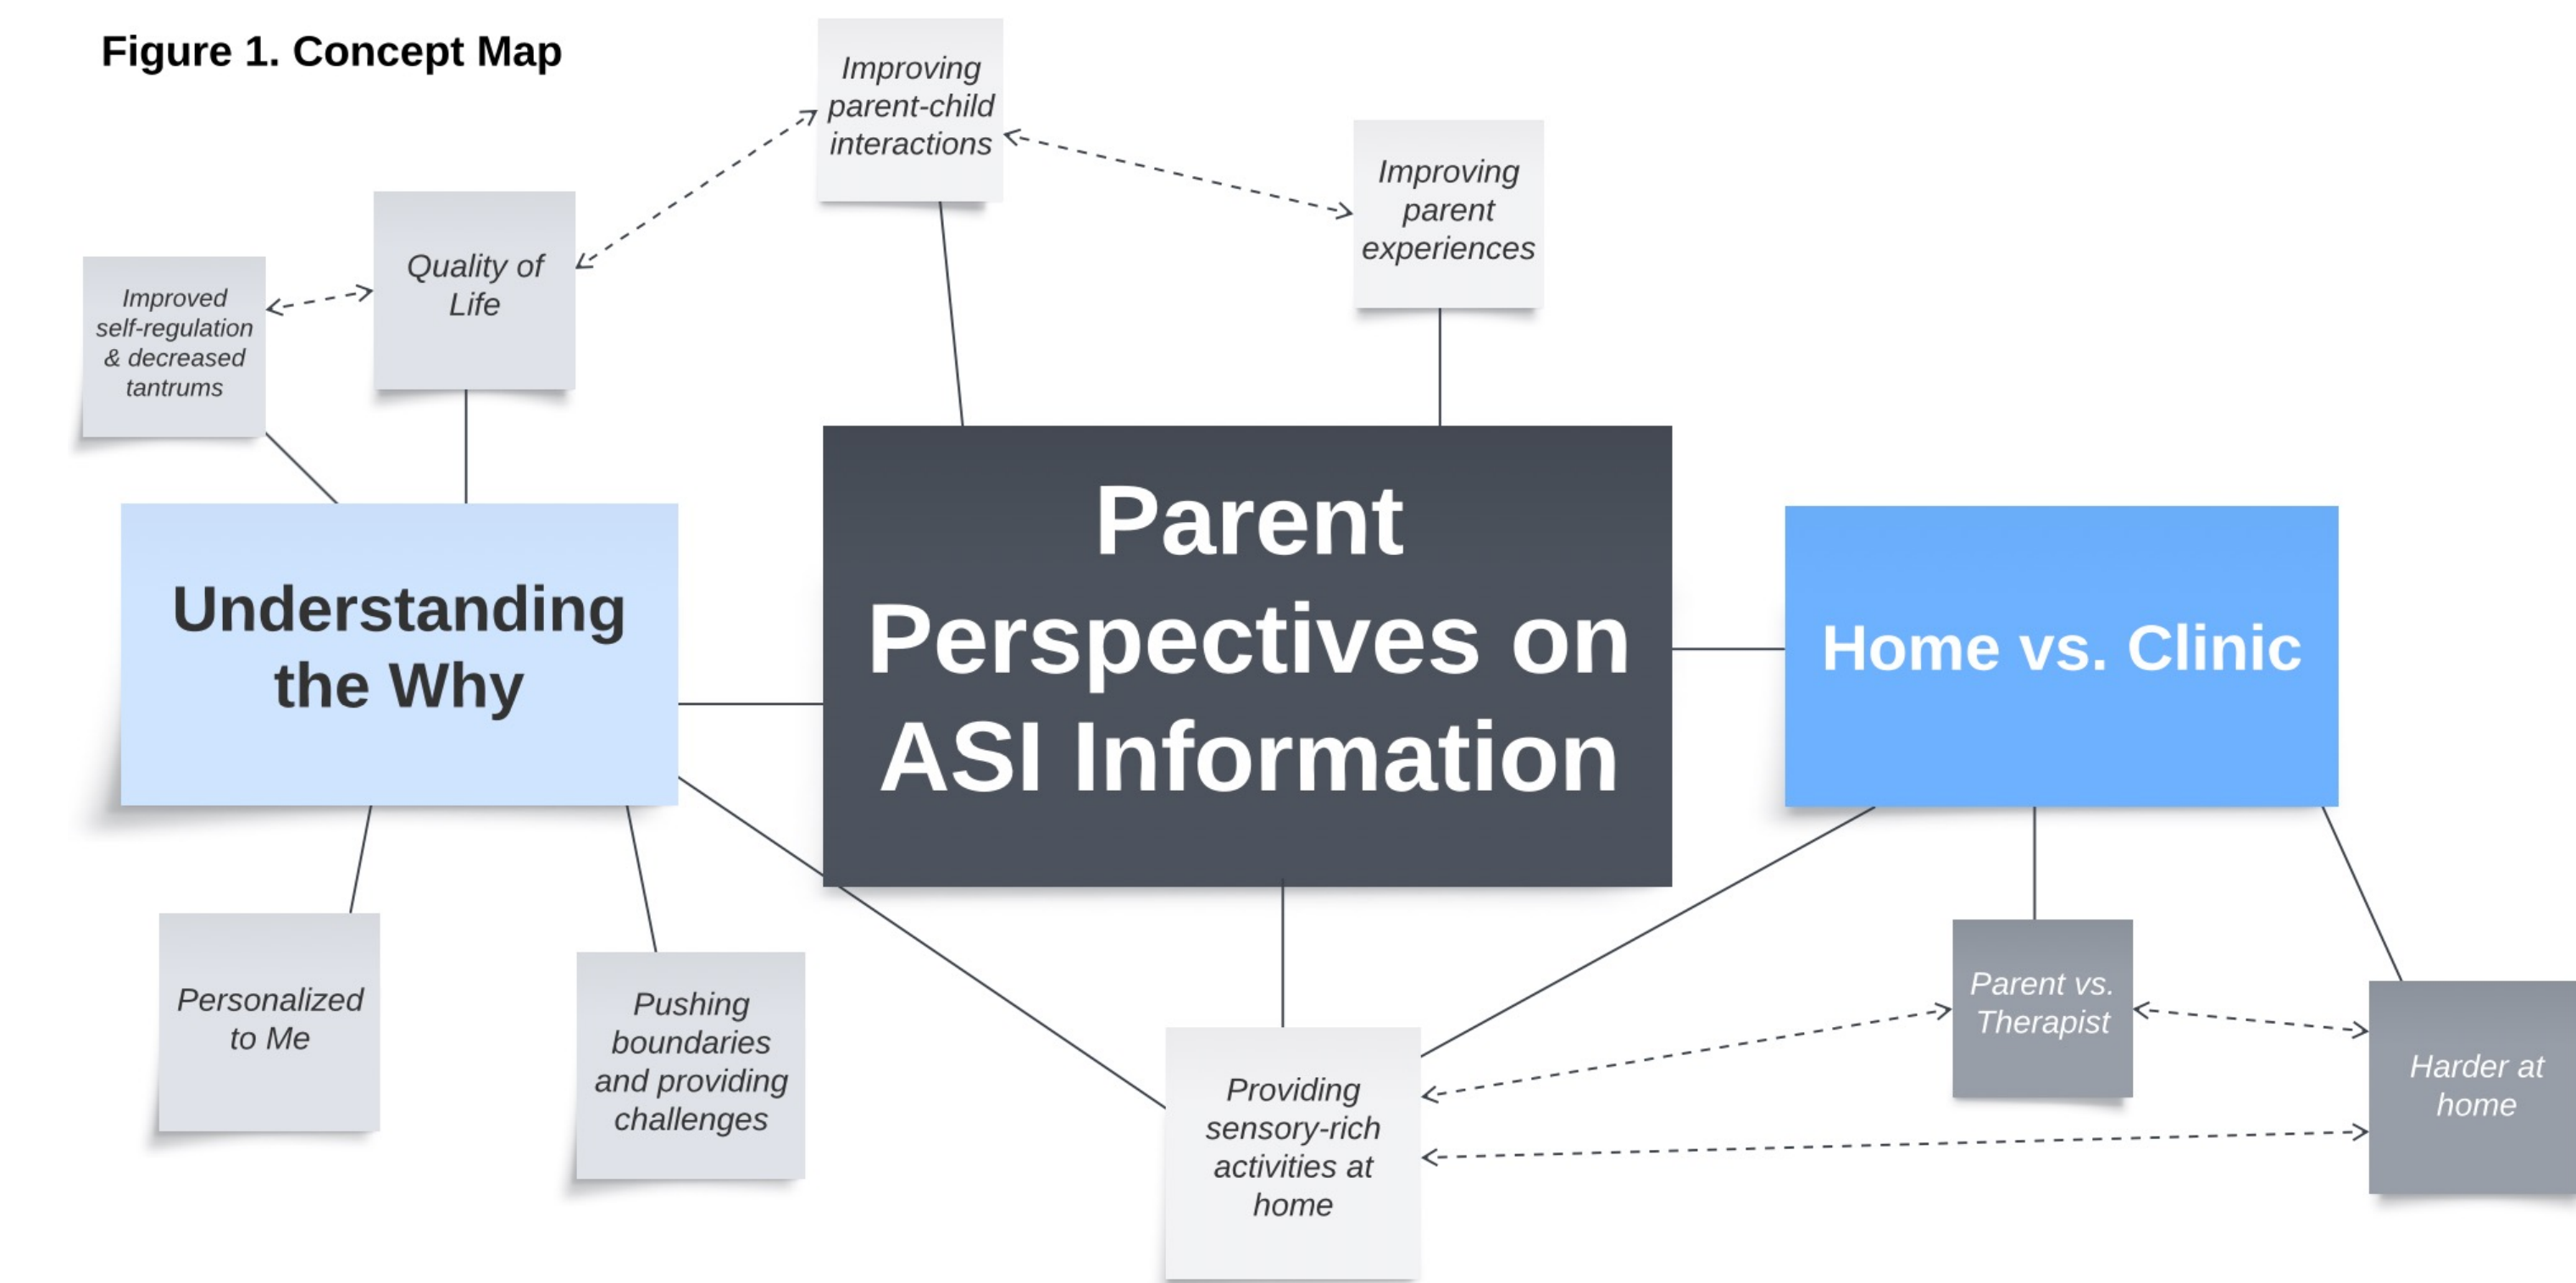 Figure 1. Concept Map
Improving
parent-child
interactions
Improving
parent
experiences
Quality of
Life
Improved
self-regulation
& decreased
tantrums
Understanding
the Why
Parent
Perspectives on
ASI Information
Home vs. Clinic
Personalized
to Me
Pushing
boundaries
and providing
challenges
Providing
sensory-rich
activities at
home
Parent vs.
Therapist
Harder at
home